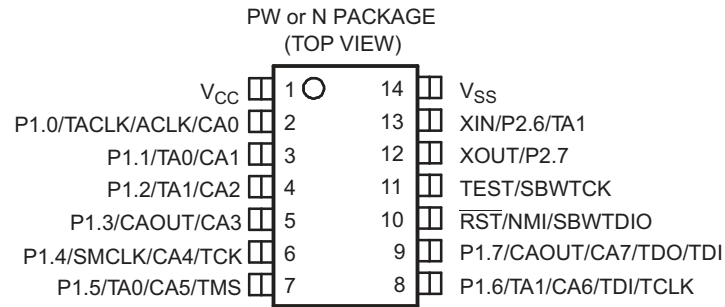 PW or N PACKAGE
(TOP VIEW)
VCC 1 14 VSS
P1.0/TACLK/ACLK/CA0 2 13 XIN/P2.6/TA1
P1.1/TA0/CA1 3 12 XOUT/P2.7
P1.2/TA1/CA2 4 11 TEST/SBWTCK
P1.3/CAOUT/CA3 5 10 RST/NMI/SBWTDIO
P1.4/SMCLK/CA4/TCK 6 9 P1.7/CAOUT/CA7/TDO/TDI
P1.5/TA0/CA5/TMS 7 8 P1.6/TA1/CA6/TDI/TCLK